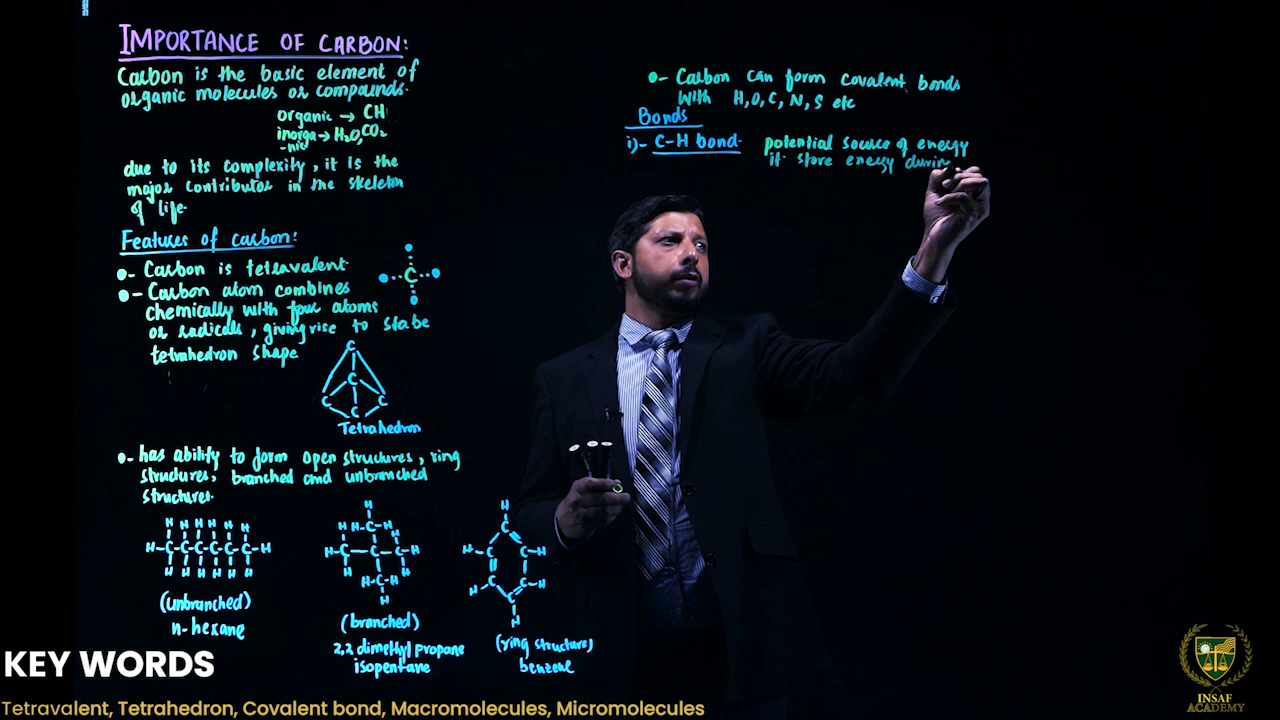 IMPORTANCE OF CARBON:
Carbon is the basic element of
organic molecules or compounds.
organic → CH
inorga → H2O, CO2
-nic
due to its complexity, it is the
major contributor in the skeleton
of life.
Features of carbon:
- Carbon is tetravalent.
C
- Carbon atom combines
chemically with four atoms
or radicals, giving rise to stabe
tetrahedron shape
C
C
C C
C
Tetrahedron
- has ability to form open structures, ring
structures, branched and unbranched
structures.
H H H H H H
H-C-C-C-C-C-C-H
H H H H H H
(unbranched)
n-hexane
H
H H-C-H H
H-C-C-C-H
H H-C-H H
H
(branched)
2,2 dimethyl propane
isopentane
H
C
H-C C-H
H-C C-H
C
H
(ring structure)
benzene
- Carbon can form covalent bonds
with H,O,C,N,S etc
Bonds
i)- C-H bond. potential source of energy
it store energy during
KEY WORDS
Tetravalent, Tetrahedron, Covalent bond, Macromolecules, Micromolecules
INSAF
ACADEMY